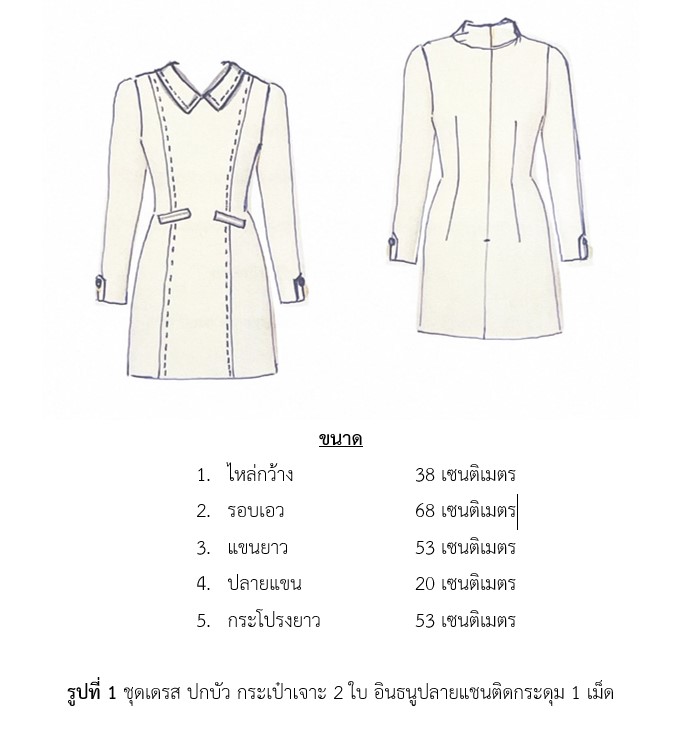 ขนาด
1. ไหล่กว้าง 38 เซนติเมตร
2. รอบเอว 68 เซนติเมตร
3. แขนยาว 53 เซนติเมตร
4. ปลายแขน 20 เซนติเมตร
5. กระโปรงยาว 53 เซนติเมตร
รูปที่ 1 ชุดเดรส ปกบัว กระเป๋าเจาะ 2 ใบ อินธนูปลายแขนติดกระดุม 1 เม็ด